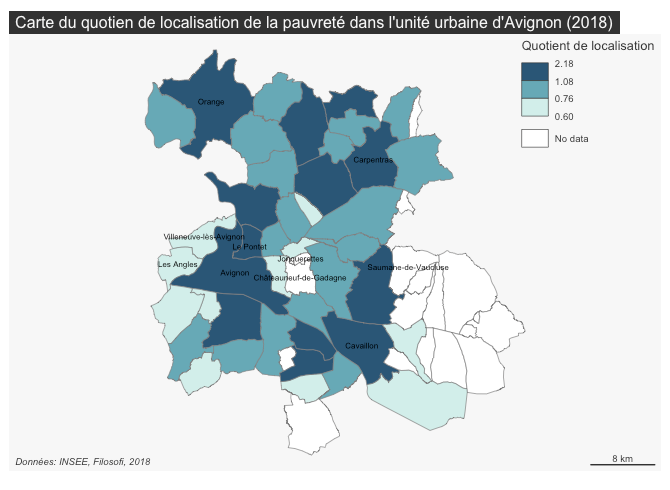 Carte du quotien de localisation de la pauvreté dans l'unité urbaine d'Avignon (2018)
Quotient de localisation
2.18
1.08
0.76
0.60
No data
Orange
Carpentras
Villeneuve-lès-Avignon
Le Pontet
Jonquerettes
Les Angles
Saumane-de-Vaucluse
Avignon
Châteauneuf-de-Gadagne
Cavaillon
Données: INSEE, Filosofi, 2018
8 km